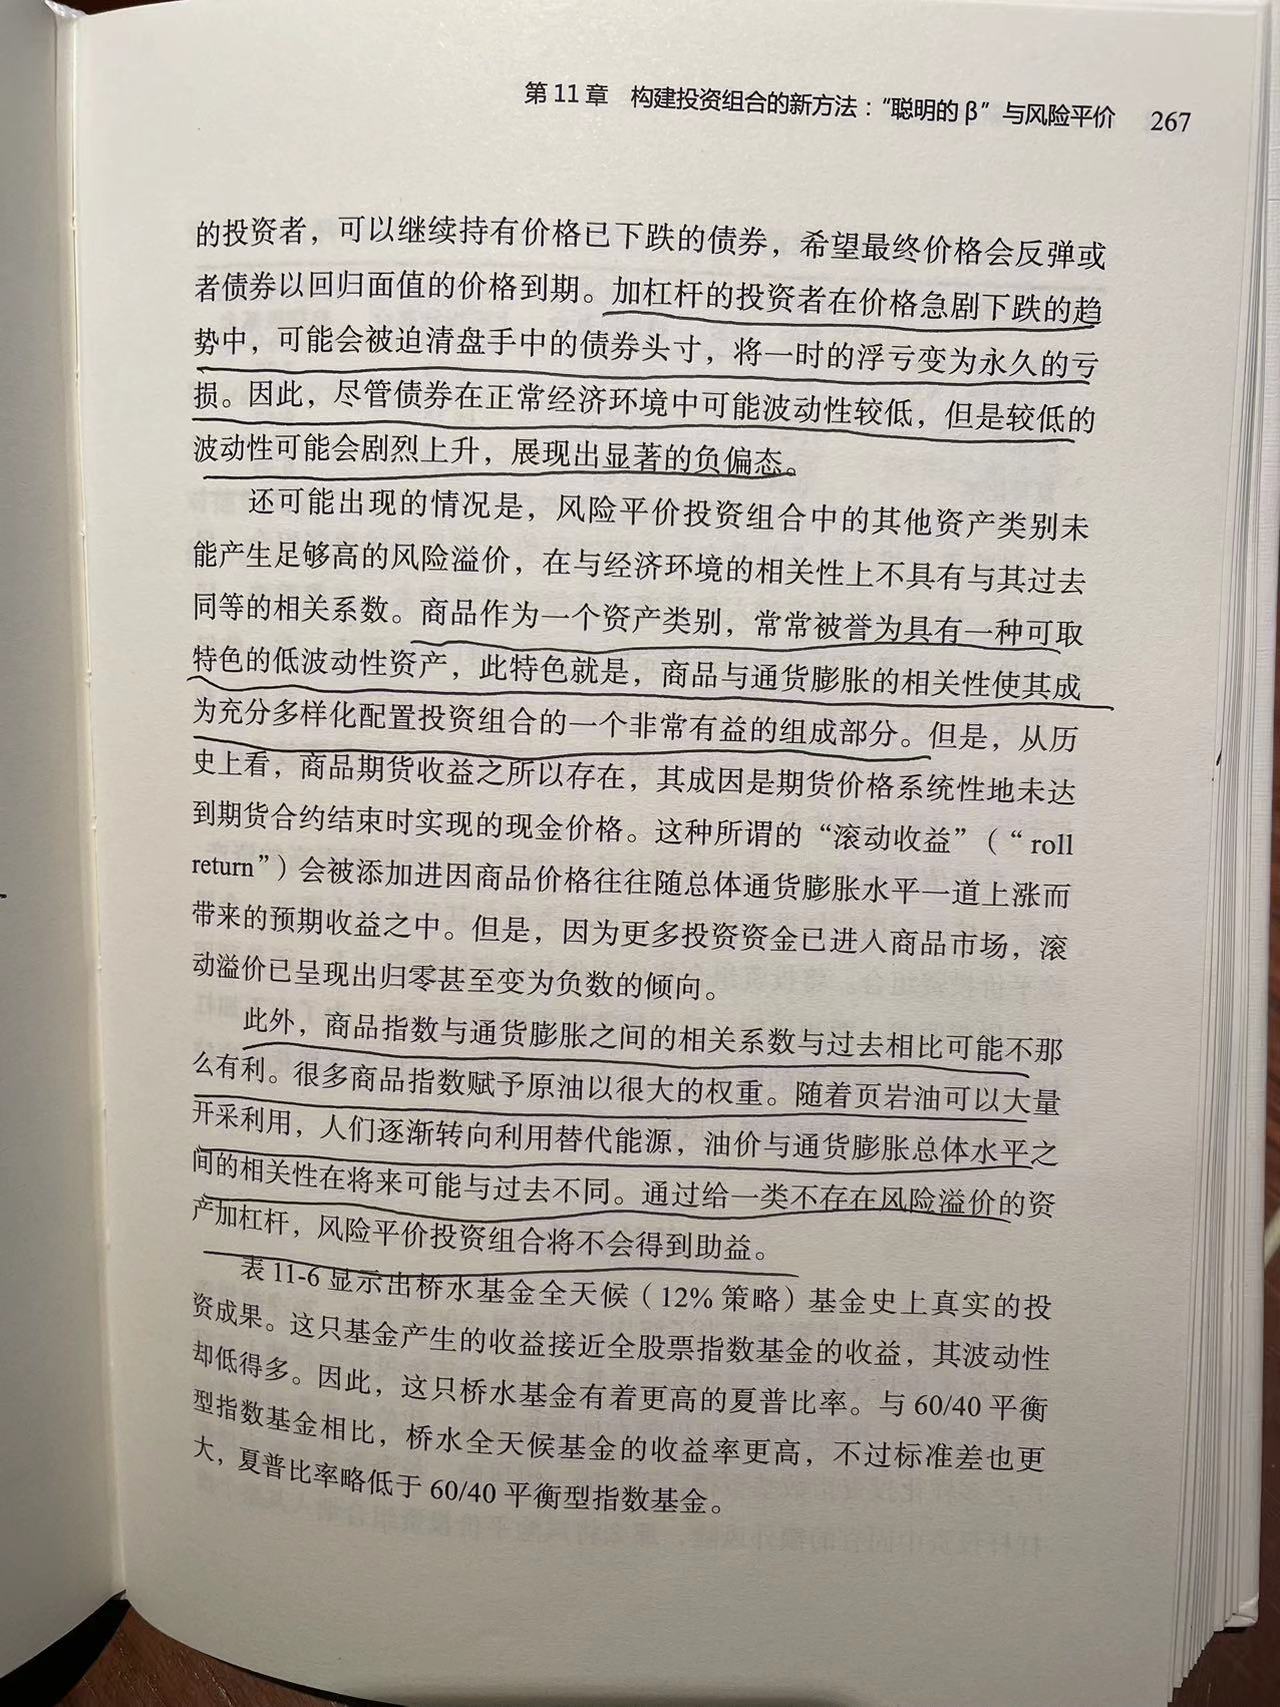 第 11 章　构建投资组合的新方法：“聪明的 β”与风险平价　267
的投资者，可以继续持有价格已下跌的债券，希望最终价格会反弹或
者债券以回归面值的价格到期。加杠杆的投资者在价格急剧下跌的趋
势中，可能会被迫清盘手中的债券头寸，将一时的浮亏变为永久的亏
损。因此，尽管债券在正常经济环境中可能波动性较低，但是较低的
波动性可能会剧烈上升，展现出显著的负偏态。
还可能出现的情况是，风险平价投资组合中的其他资产类别未
能产生足够高的风险溢价，在与经济环境的相关性上不具有与其过去
同等的相关系数。商品作为一个资产类别，常常被誉为具有一种可取
特色的低波动性资产，此特色就是，商品与通货膨胀的相关性使其成
为充分多样化配置投资组合的一个非常有益的组成部分。但是，从历
史上看，商品期货收益之所以存在，其成因是期货价格系统性地未达
到期货合约结束时实现的现金价格。这种所谓的“滚动收益”（“roll
return”）会被添加进因商品价格往往随总体通货膨胀水平一道上涨而
带来的预期收益之中。但是，因为更多投资资金已进入商品市场，滚
动溢价已呈现出归零甚至变为负数的倾向。
此外，商品指数与通货膨胀之间的相关系数与过去相比可能不那
么有利。很多商品指数赋予原油以很大的权重。随着页岩油可以大量
开采利用，人们逐渐转向利用替代能源，油价与通货膨胀总体水平之
间的相关性在将来可能与过去不同。通过给一类不存在风险溢价的资
产加杠杆，风险平价投资组合将不会得到助益。
表 11-6 显示出桥水基金全天候（12% 策略）基金史上真实的投
资成果。这只基金产生的收益接近全股票指数基金的收益，其波动性
却低得多。因此，这只桥水基金有着更高的夏普比率。与 60/40 平衡
型指数基金相比，桥水全天候基金的收益率更高，不过标准差也更
大，夏普比率略低于 60/40 平衡型指数基金。